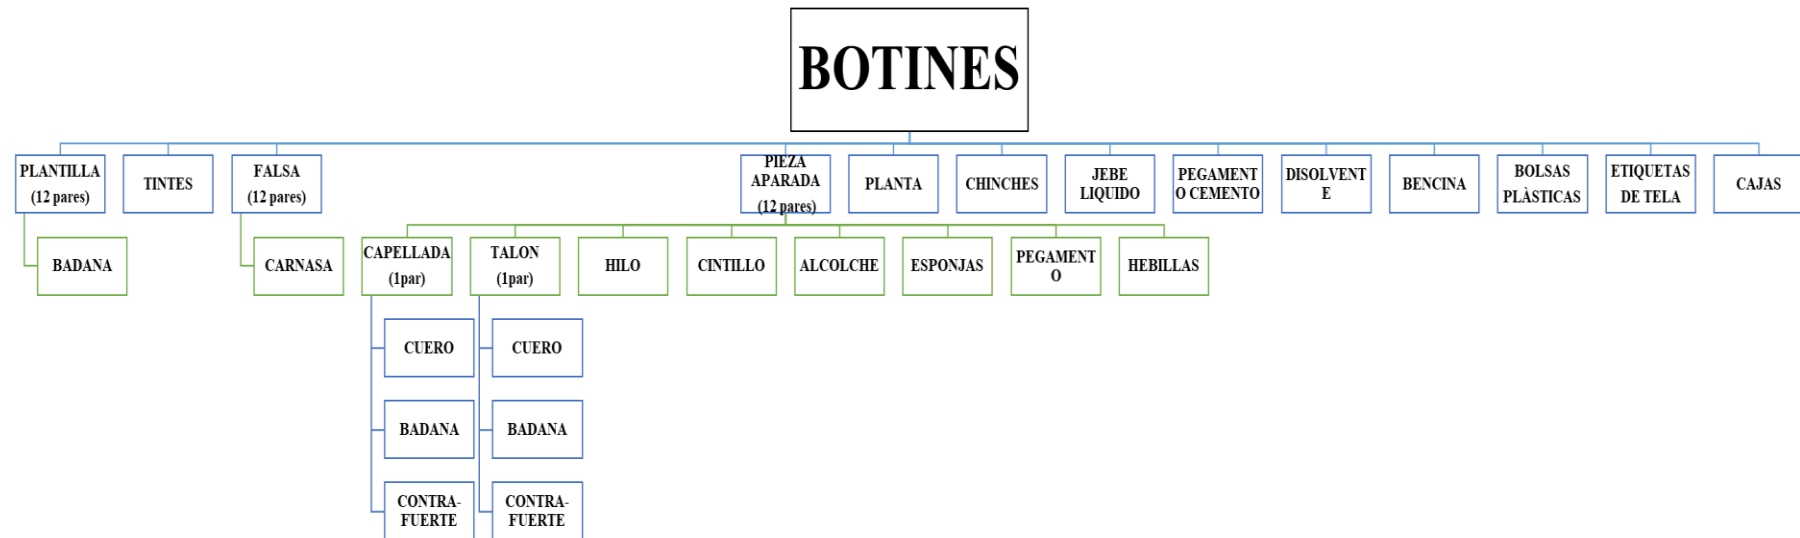 BOTINES
PLANTILLA
(12 pares)
TINTES
FALSA
(12 pares)
PIEZA
APARADA
(12 pares)
PLANTA
CHINCHES
JEBE
LIQUIDO
PEGAMENT
O CEMENTO
DISOLVENT
E
BENCINA
BOLSAS
PLÀSTICAS
ETIQUETAS
DE TELA
CAJAS
BADANA
CARNASA
CAPELLADA
(1par)
TALON
(1par)
HILO
CINTILLO
ALCOLCHE
ESPONJAS
PEGAMENT
O
HEBILLAS
CUERO
CUERO
BADANA
BADANA
CONTRA-
FUERTE
CONTRA-
FUERTE